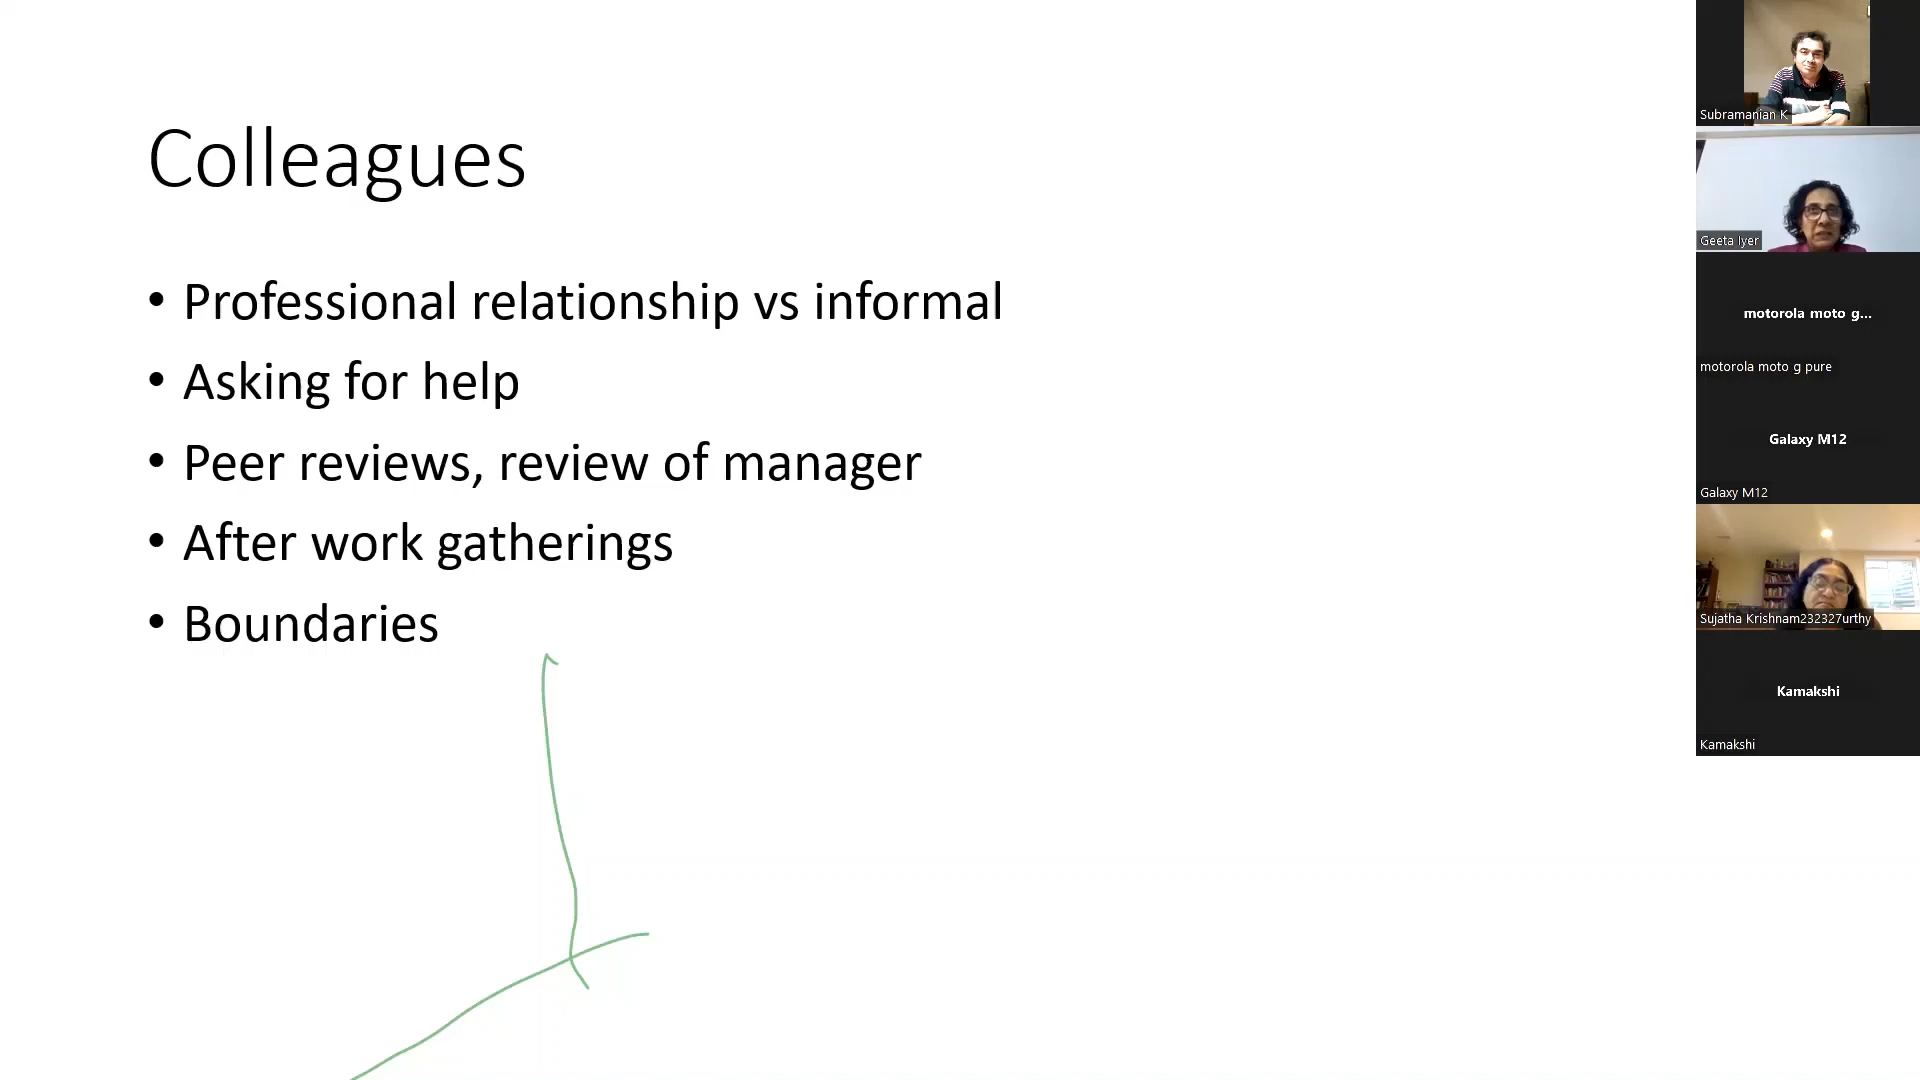 Colleagues
• Professional relationship vs informal
• Asking for help
• Peer reviews, review of manager
• After work gatherings
• Boundaries
Subramanian K
Geeta Iyer
motorola moto g...
motorola moto g pure
Galaxy M12
Galaxy M12
Sujatha Krishnam232327urthy
Kamakshi
Kamakshi